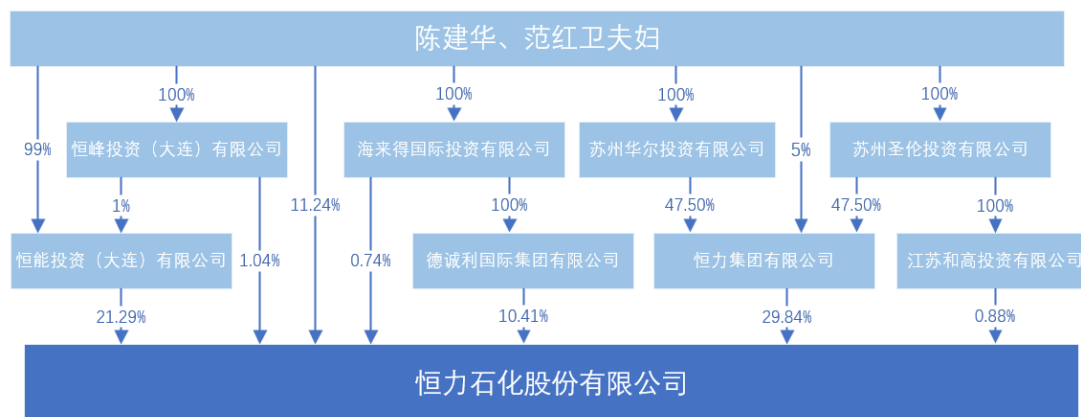 陈建华、范红卫夫妇
100%
100%
100%
100%
99%
恒峰投资（大连）有限公司
海来得国际投资有限公司
苏州华尔投资有限公司
5%
苏州圣伦投资有限公司
1%
11.24%
100%
47.50%
47.50%
100%
恒能投资（大连）有限公司
1.04%
0.74%
德诚利国际集团有限公司
恒力集团有限公司
江苏和高投资有限公司
21.29%
10.41%
29.84%
0.88%
恒力石化股份有限公司